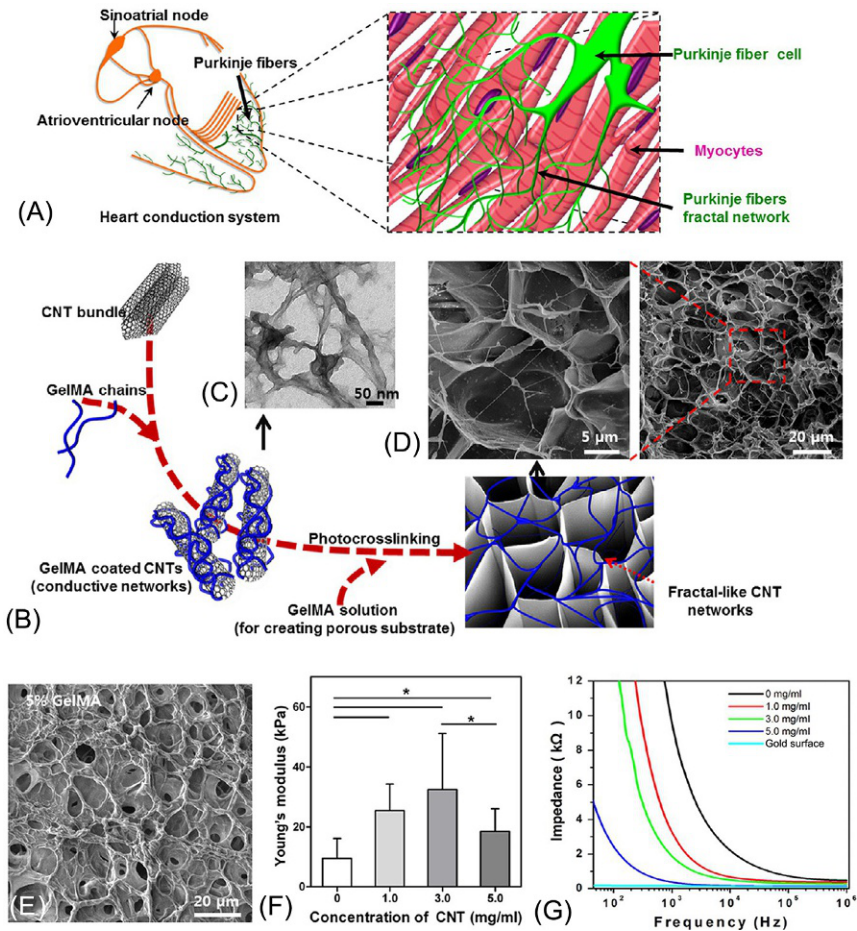 Sinoatrial node
Purkinje fibers
Atrioventricular node
(A)
Heart conduction system
Purkinje fiber cell
Myocytes
Purkinje fibers
fractal network
CNT bundle
GelMA chains
(C)
50 nm
(D)
5 µm
20 µm
GelMA coated CNTs
(conductive networks)
Photocrosslinking
GelMA solution
(for creating porous substrate)
Fractal-like CNT
networks
(B)
5% GelMA
20 µm
(E)
Young's modulus (kPa)
60
40
20
0
*
*
0
1.0
3.0
5.0
Concentration of CNT (mg/ml)
(F)
Impedance ( kΩ )
12
10
8
6
4
2
0
0 mg/ml
1.0 mg/ml
3.0 mg/ml
5.0 mg/ml
Gold surface
10²
10³
10⁴
10⁵
10⁶
Frequency (Hz)
(G)